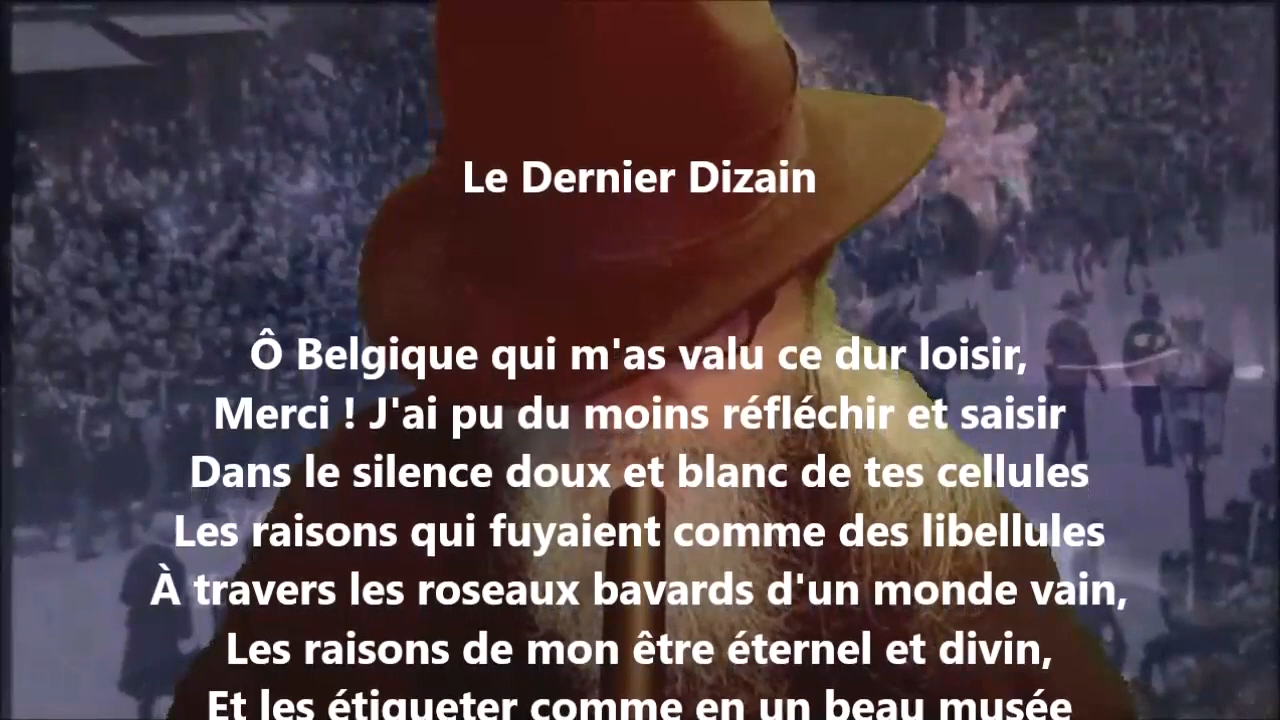 Le Dernier Dizain
Ô Belgique qui m'as valu ce dur loisir,
Merci ! J'ai pu du moins réfléchir et saisir
Dans le silence doux et blanc de tes cellules
Les raisons qui fuyaient comme des libellules
À travers les roseaux bavards d'un monde vain,
Les raisons de mon être éternel et divin,
Et les étiqueter comme en un beau musée